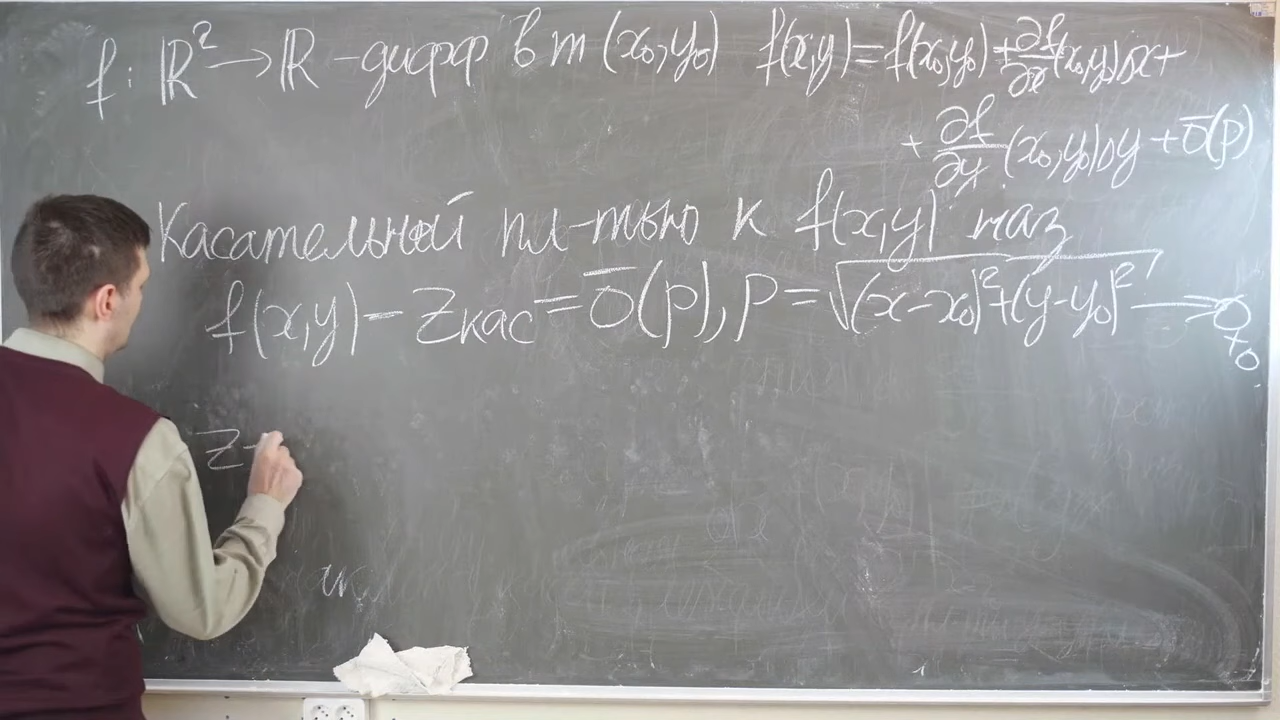 f: ℝ² → ℝ - дифф в т (x₀, y₀) f(x,y) = f(x₀,y₀) + ∂f/∂x (x₀,y₀)Δx +
+ ∂f/∂y (x₀,y₀)Δy + ō(ρ)
Касательной пл-тью к f(x,y) наз
f(x,y) - Zкас = ō(ρ), ρ = √((x-x₀)²+(y-y₀)²) → 0
+0
Z -